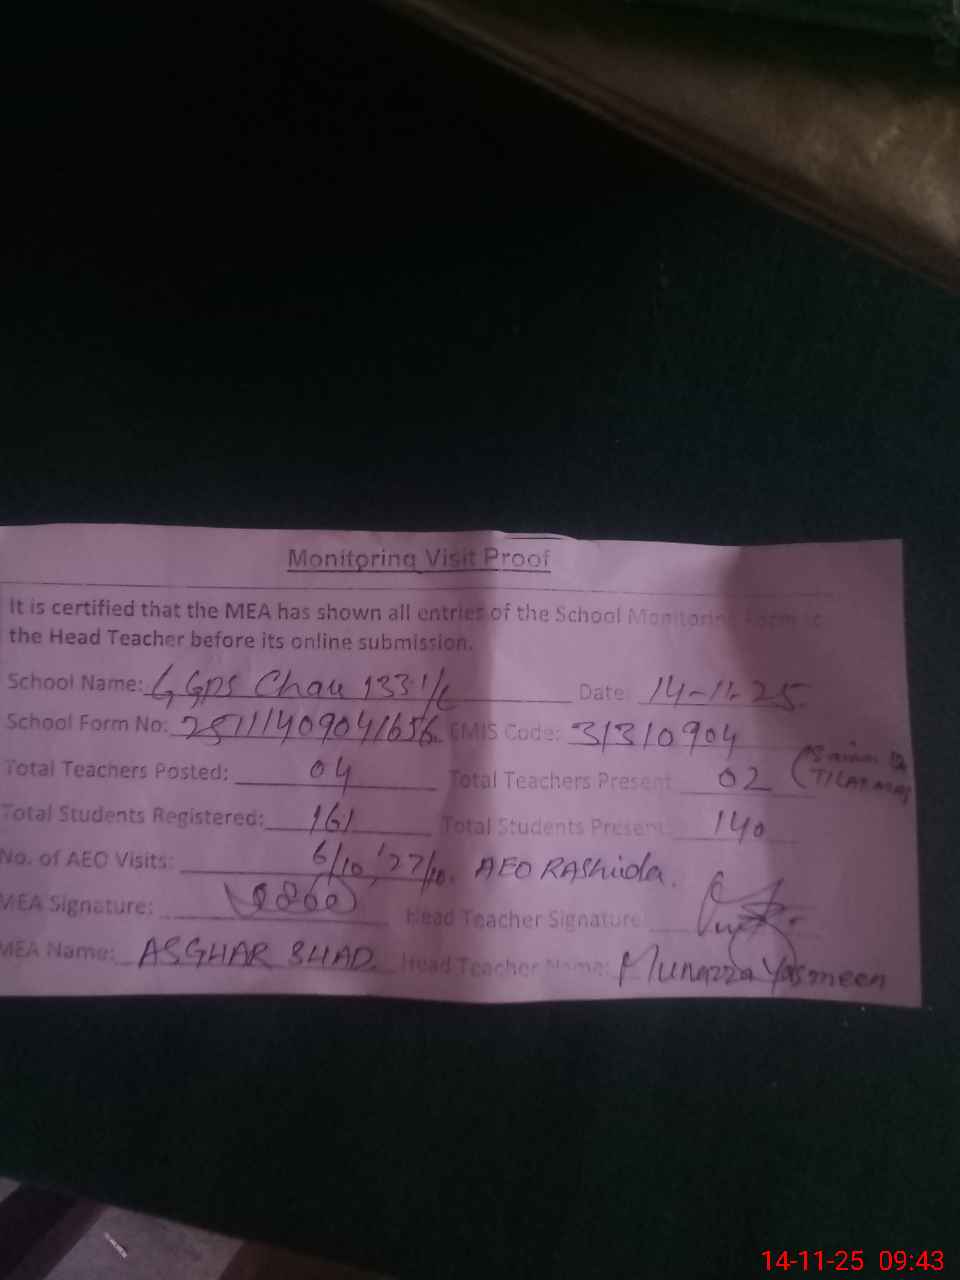 Monitoring Visit Proof
It is certified that the MEA has shown all entries of the School Monitoring Form to
the Head Teacher before its online submission.
School Name: GGPS Chak 133 1/L Date: 14-11-25
School Form No: 25111409041656 EMIS Code: 31310904
Total Teachers Posted: 04 Total Teachers Present 02
Total Students Registered: 161 Total Students Present: 140
No. of AEO Visits: 6/10, 27/10. AEO RASHIDA.
MEA Signature: Head Teacher Signature
MEA Name: ASGHAR Head Teacher Name: Munazza Yasmeen
14-11-25 09:43